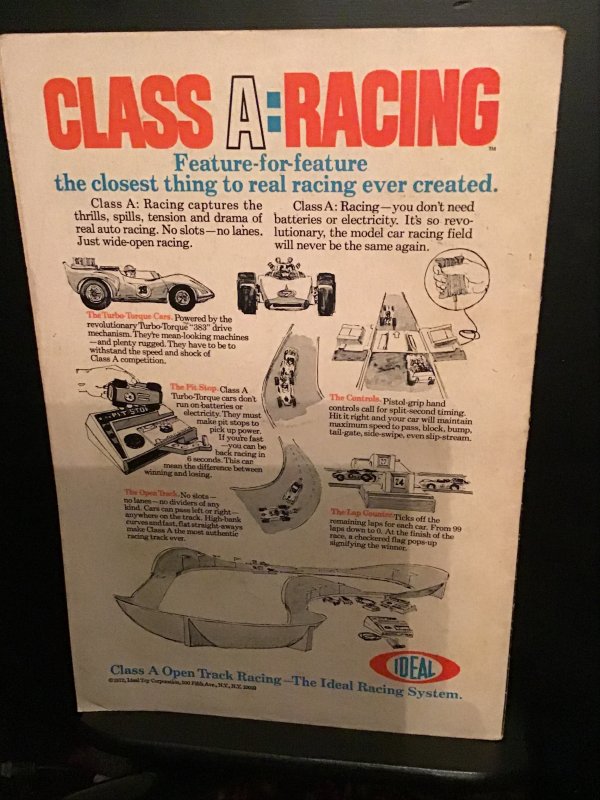 CLASS A:RACING
TM
Feature-for-feature
the closest thing to real racing ever created.
Class A: Racing captures the
thrills, spills, tension and drama of
real auto racing. No slots—no lanes.
Just wide-open racing.
Class A: Racing—you don't need
batteries or electricity. It's so revo-
lutionary, the model car racing field
will never be the same again.
The Turbo-Torque Cars. Powered by the
revolutionary Turbo-Torque "383" drive
mechanism. They're mean-looking machines
—and plenty rugged. They have to be to
withstand the speed and shock of
Class A competition.
The Pit Stop. Class A
Turbo-Torque cars don't
run on batteries or
electricity. They must
make pit stops to
pick up power.
If you're fast
—you can be
back racing in
6 seconds. This can
mean the difference between
winning and losing.
PIT STOP
The Controls. Pistol-grip hand
controls call for split-second timing.
Hit it right and your car will maintain
maximum speed to pass, block, bump,
tail-gate, side-swipe, even slip-stream.
The Open Track. No slots—
no lanes—no dividers of any
kind. Cars can pass left or right—
anywhere on the track. High-bank
curves and fast, flat straight-aways
make Class A the most authentic
racing track ever.
24
The Lap Counter. Ticks off the
remaining laps for each car. From 99
laps down to 0. At the finish of the
race, a checkered flag pops-up
signifying the winner.
IDEAL
Class A Open Track Racing—The Ideal Racing System.
© 1972, Ideal Toy Corporation, 200 Fifth Ave., N.Y., N.Y. 10010